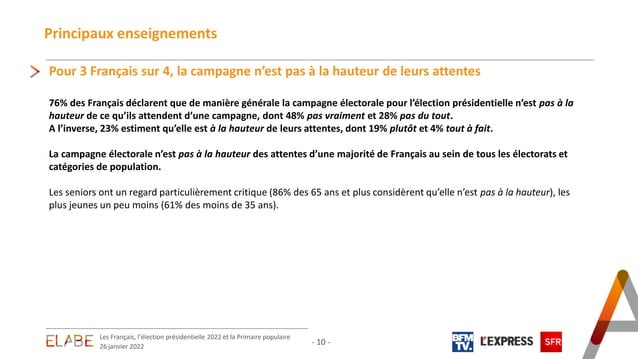 Principaux enseignements
Pour 3 Français sur 4, la campagne n’est pas à la hauteur de leurs attentes
76% des Français déclarent que de manière générale la campagne électorale pour l’élection présidentielle n’est pas à la
hauteur de ce qu’ils attendent d’une campagne, dont 48% pas vraiment et 28% pas du tout.
A l’inverse, 23% estiment qu’elle est à la hauteur de leurs attentes, dont 19% plutôt et 4% tout à fait.
La campagne électorale n’est pas à la hauteur des attentes d’une majorité de Français au sein de tous les électorats et
catégories de population.
Les seniors ont un regard particulièrement critique (86% des 65 ans et plus considèrent qu’elle n’est pas à la hauteur), les
plus jeunes un peu moins (61% des moins de 35 ans).
ELABE
Les Français, l’élection présidentielle 2022 et la Primaire populaire
26 janvier 2022
- 10 -
BFM
TV.
L'EXPRESS
SFR